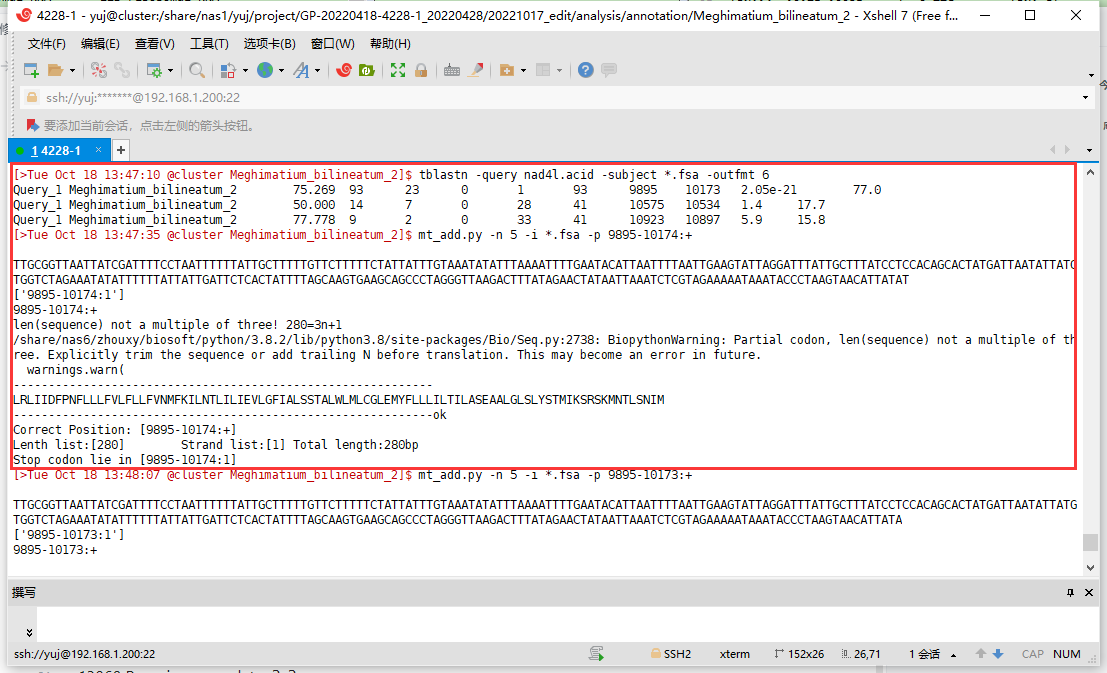 4228-1 - yuj@cluster:/share/nas1/yuj/project/GP-20220418-4228-1_20220428/20221017_edit/analysis/annotation/Meghimatium_bilineatum_2 - Xshell 7 (Free f...
文件(F) 编辑(E) 查看(V) 工具(T) 选项卡(B) 窗口(W) 帮助(H)
ssh://yuj:*******@192.168.1.200:22
要添加当前会话，点击左侧的箭头按钮。
1 4228-1
[>Tue Oct 18 13:47:10 @cluster Meghimatium_bilineatum_2]$ tblastn -query nad4l.acid -subject *.fsa -outfmt 6
Query_1 Meghimatium_bilineatum_2 75.269 93 23 0 1 93 9895 10173 2.05e-21 77.0
Query_1 Meghimatium_bilineatum_2 50.000 14 7 0 28 41 10575 10534 1.4 17.7
Query_1 Meghimatium_bilineatum_2 77.778 9 2 0 33 41 10923 10897 5.9 15.8
[>Tue Oct 18 13:47:35 @cluster Meghimatium_bilineatum_2]$ mt_add.py -n 5 -i *.fsa -p 9895-10174:+
TTGCGGTTAATTATCGATTTTCCTAATTTTTTATTGCTTTTTGTTCTTTTTCTATTATTTGTAAATATATTTAAAATTTTGAATACATTAATTTTAATTGAAGTATTAGGATTTATTGCTTTATCCTCCACAGCACTATGATTAATATTATG
TGGTCTAGAAATATATTTTTTATTATTGATTCTCACTATTTTAGCAAGTGAAGCAGCCCTAGGGTTAAGACTTTATAGAACTATAATTAAATCTCGTAGAAAAATAAATACCCTAAGTAACATTATAT
['9895-10174:1']
9895-10174:+
len(sequence) not a multiple of three! 280=3n+1
/share/nas6/zhouxy/biosoft/python/3.8.2/lib/python3.8/site-packages/Bio/Seq.py:2738: BiopythonWarning: Partial codon, len(sequence) not a multiple of th
ree. Explicitly trim the sequence or add trailing N before translation. This may become an error in future.
warnings.warn(
------------------------------------------------------------
LRLIIDFPNFLLLFVLFLLFVNMFKILNTLILIEVLGFIALSSTALWLMLCGLEMYFLLLILTILASEAALGLSLYSTMIKSRSKMNTLSNIM
------------------------------------------------------------ok
Correct Position: [9895-10174:+]
Lenth list:[280] Strand list:[1] Total length:280bp
Stop codon lie in [9895-10174:1]
[>Tue Oct 18 13:48:07 @cluster Meghimatium_bilineatum_2]$ mt_add.py -n 5 -i *.fsa -p 9895-10173:+
TTGCGGTTAATTATCGATTTTCCTAATTTTTTATTGCTTTTTGTTCTTTTTCTATTATTTGTAAATATATTTAAAATTTTGAATACATTAATTTTAATTGAAGTATTAGGATTTATTGCTTTATCCTCCACAGCACTATGATTAATATTATG
TGGTCTAGAAATATATTTTTTATTATTGATTCTCACTATTTTAGCAAGTGAAGCAGCCCTAGGGTTAAGACTTTATAGAACTATAATTAAATCTCGTAGAAAAATAAATACCCTAAGTAACATTATA
['9895-10173:1']
9895-10173:+
撰写
ssh://yuj@192.168.1.200:22 SSH2 xterm 152x26 26,71 1 会话 CAP NUM